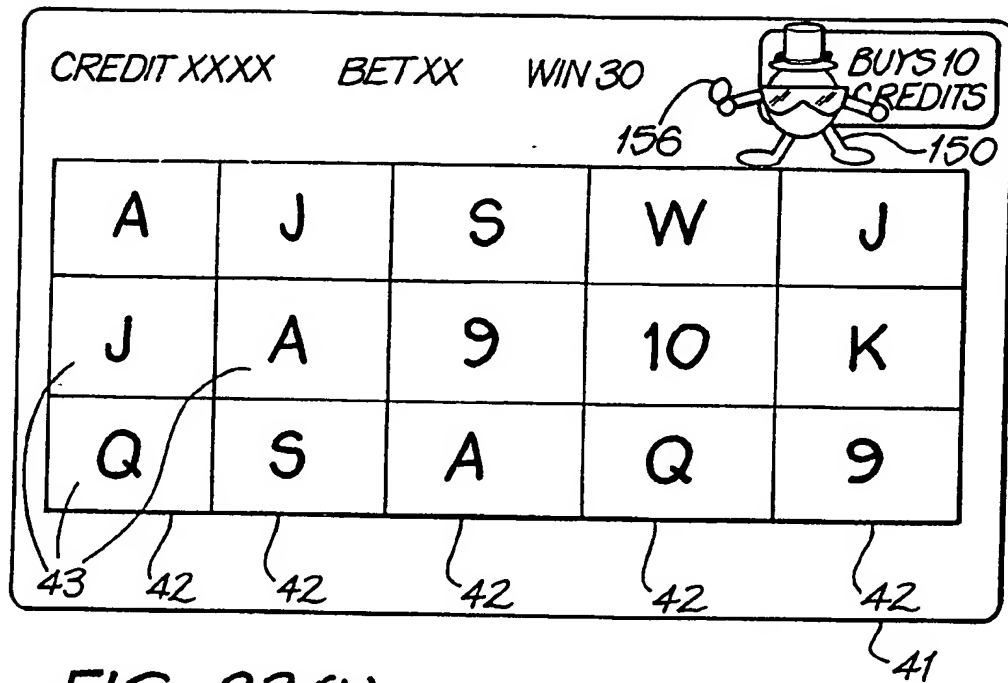 CREDIT XXXX BET XX WIN 30 BUYS 10
CREDITS
156 150
A J S W J
J A 9 10 K
Q S A Q 9
43 42 42 42 42 42
41
FIG.